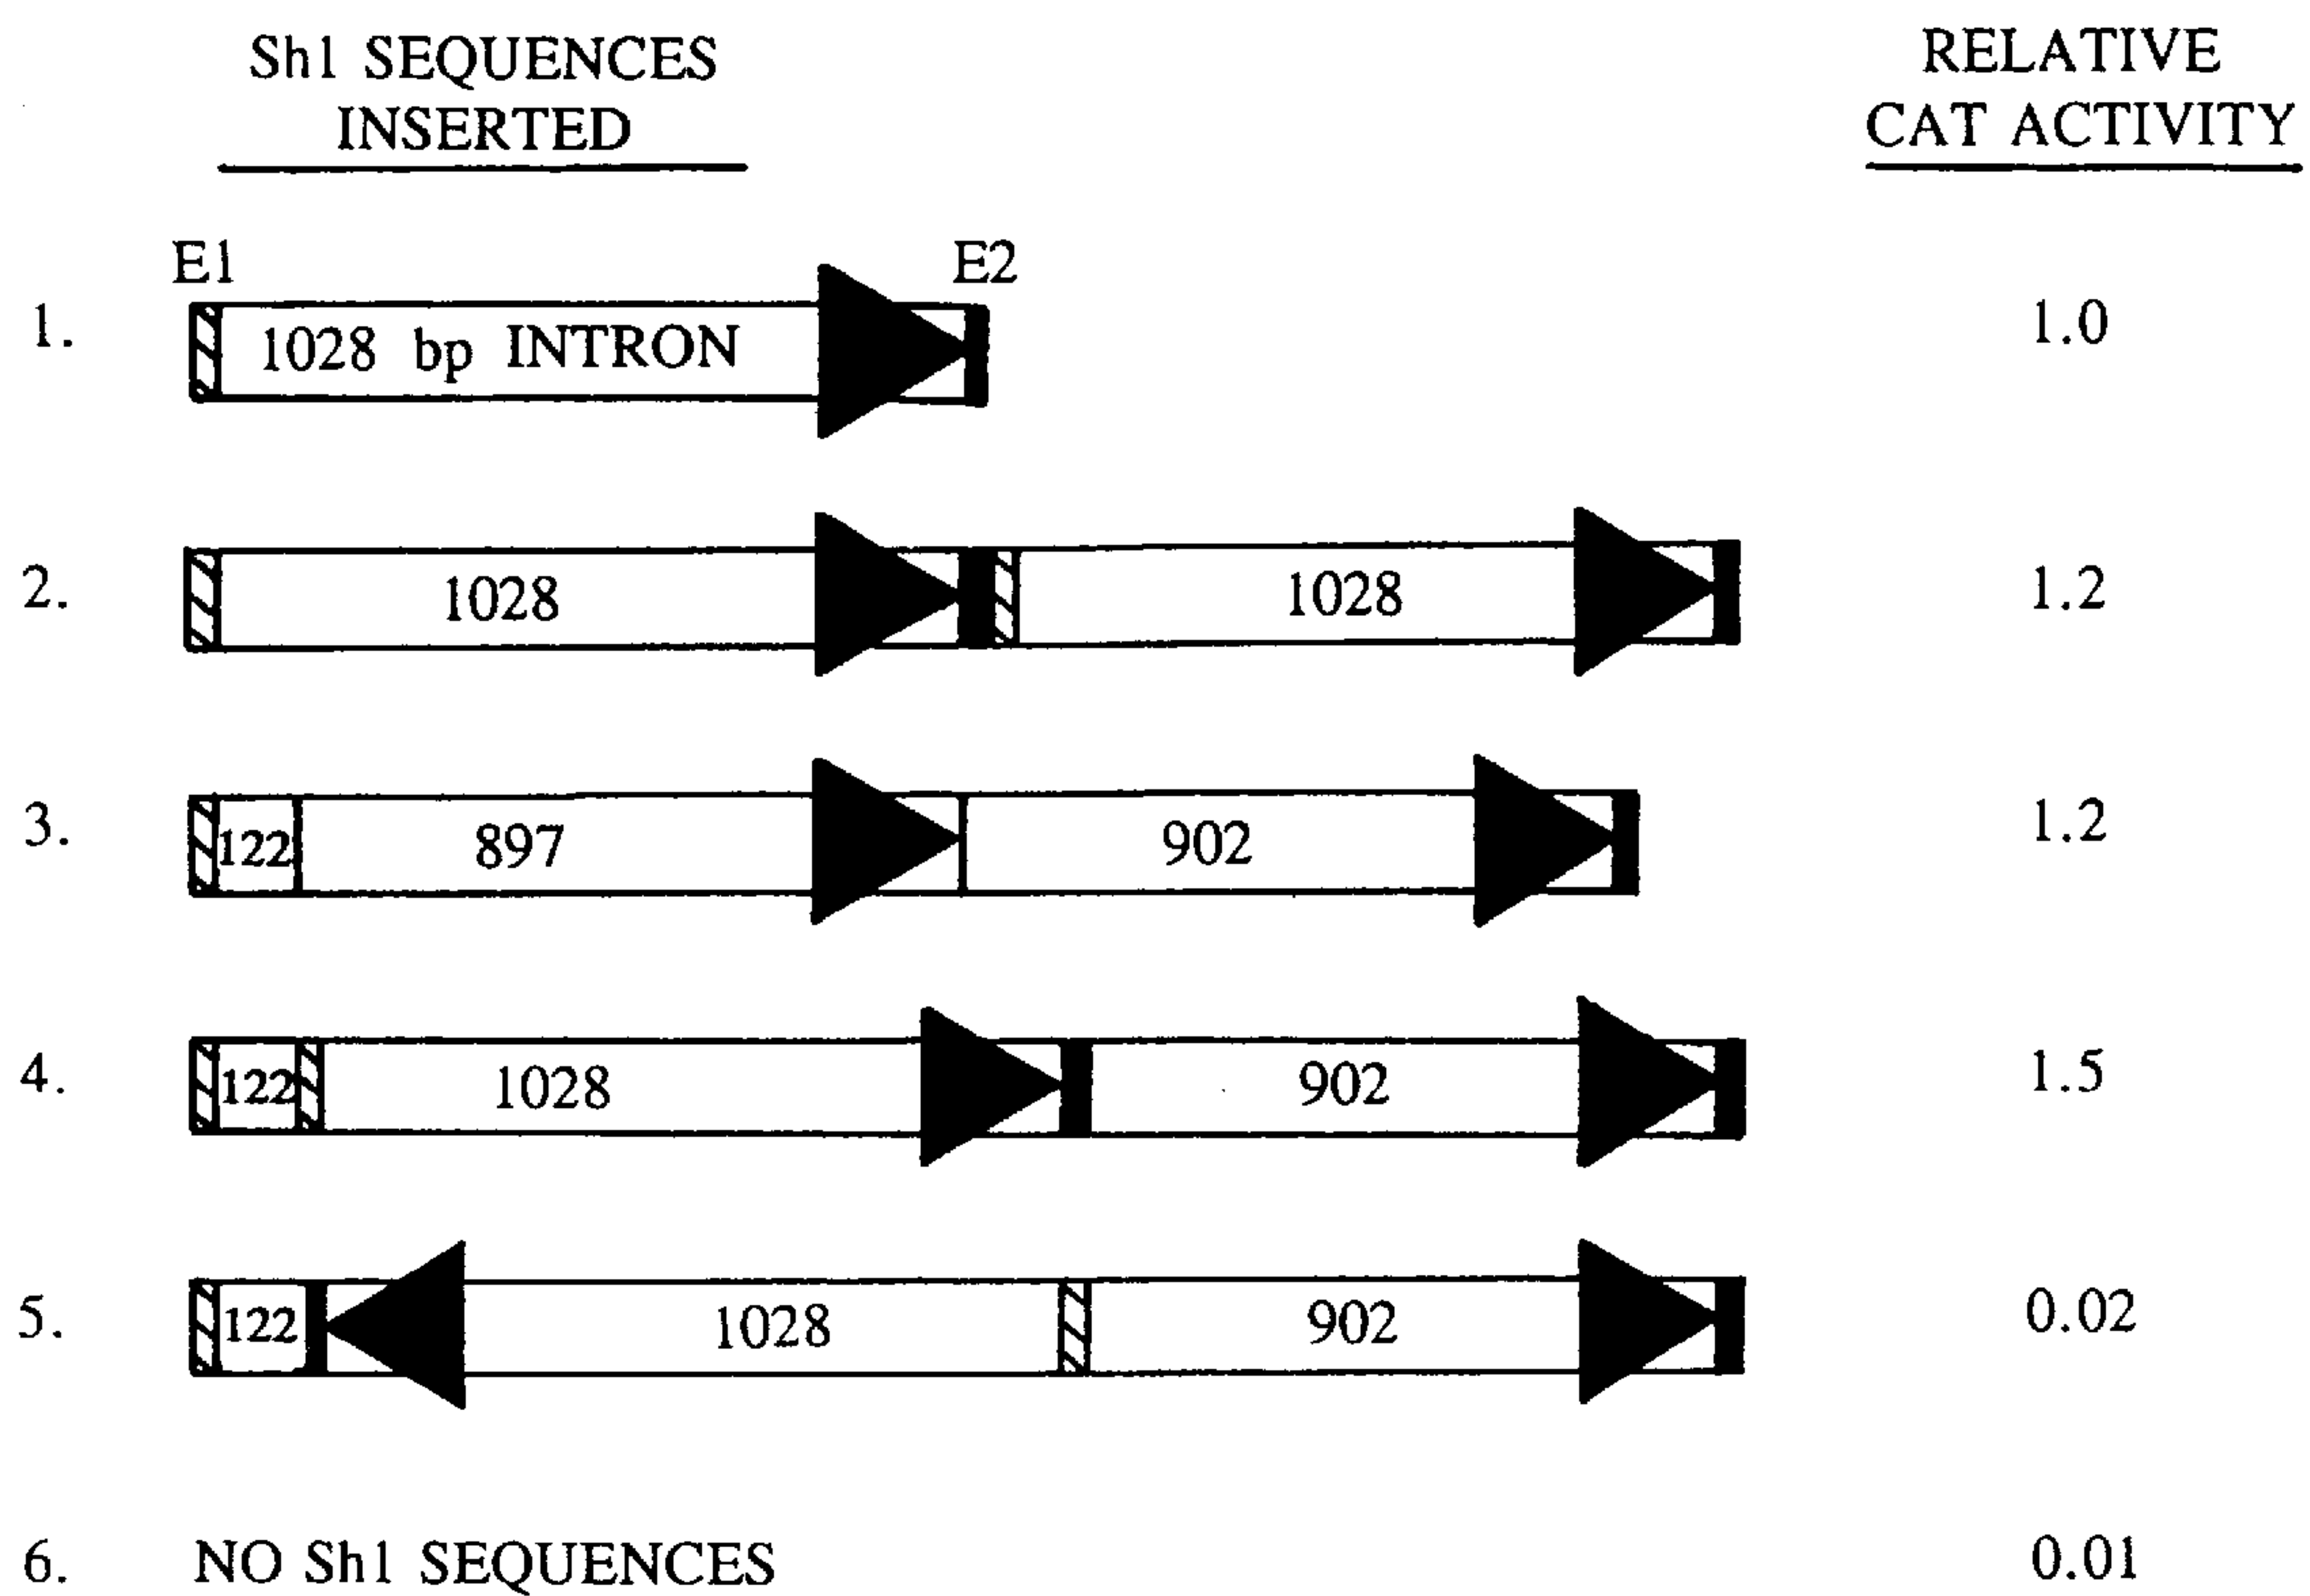 Sh1 SEQUENCES
INSERTED
RELATIVE
CAT ACTIVITY
E1
E2
1.
1028 bp INTRON
1.0
2.
1028
1028
1.2
3.
122
897
902
1.2
4.
122
1028
902
1.5
5.
122
1028
902
0.02
6.
NO Sh1 SEQUENCES
0.01